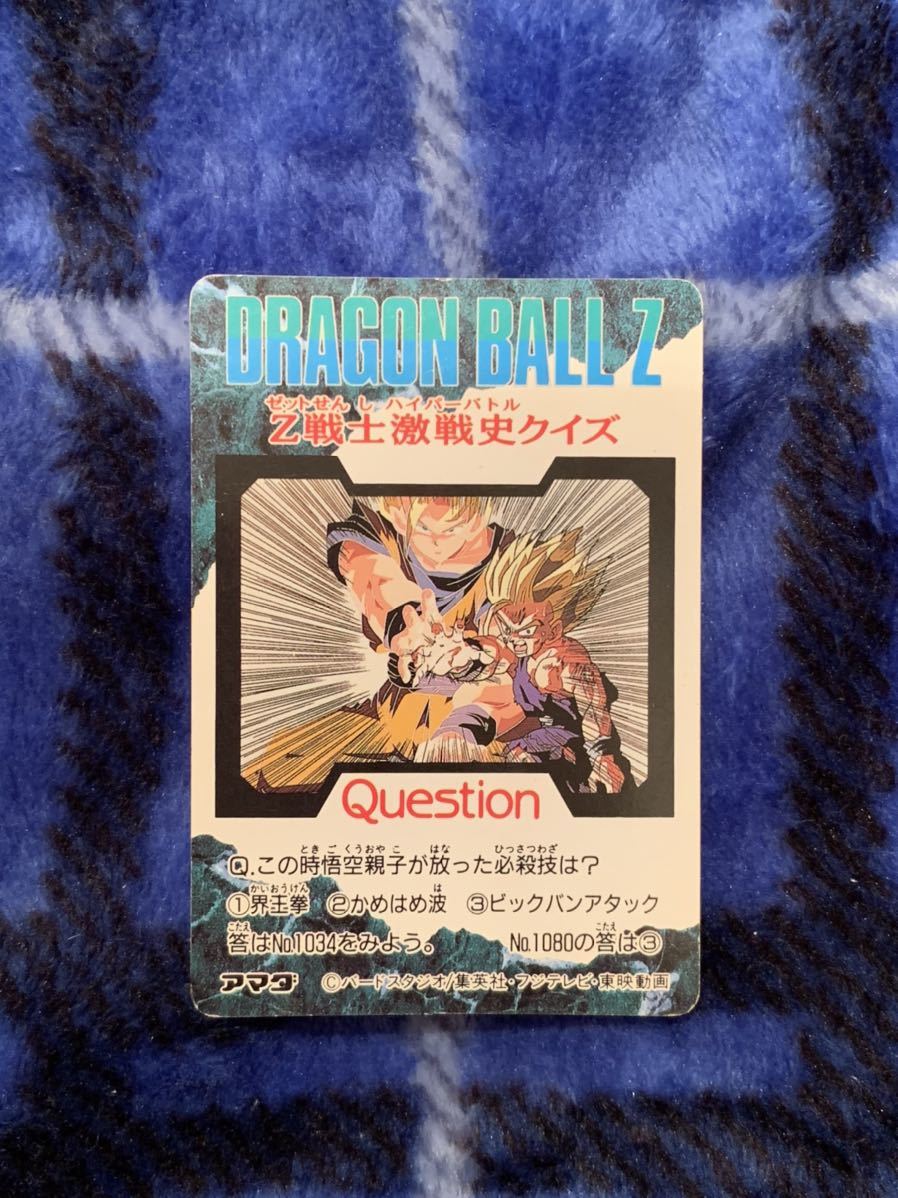 DRAGON BALL Z
ゼットせん し ハイパーバトル
Z戦士激戦史クイズ
Question
とき ご くうおや こ はな ひっさつわざ
Q.この時悟空親子が放った必殺技は?
かいおうけん は
①界王拳 ②かめはめ波 ③ビックバンアタック
こたえ こたえ
答はNo.1034をみよう。 No.1080の答は③
アマダ ©バードスタジオ/集英社・フジテレビ・東映動画